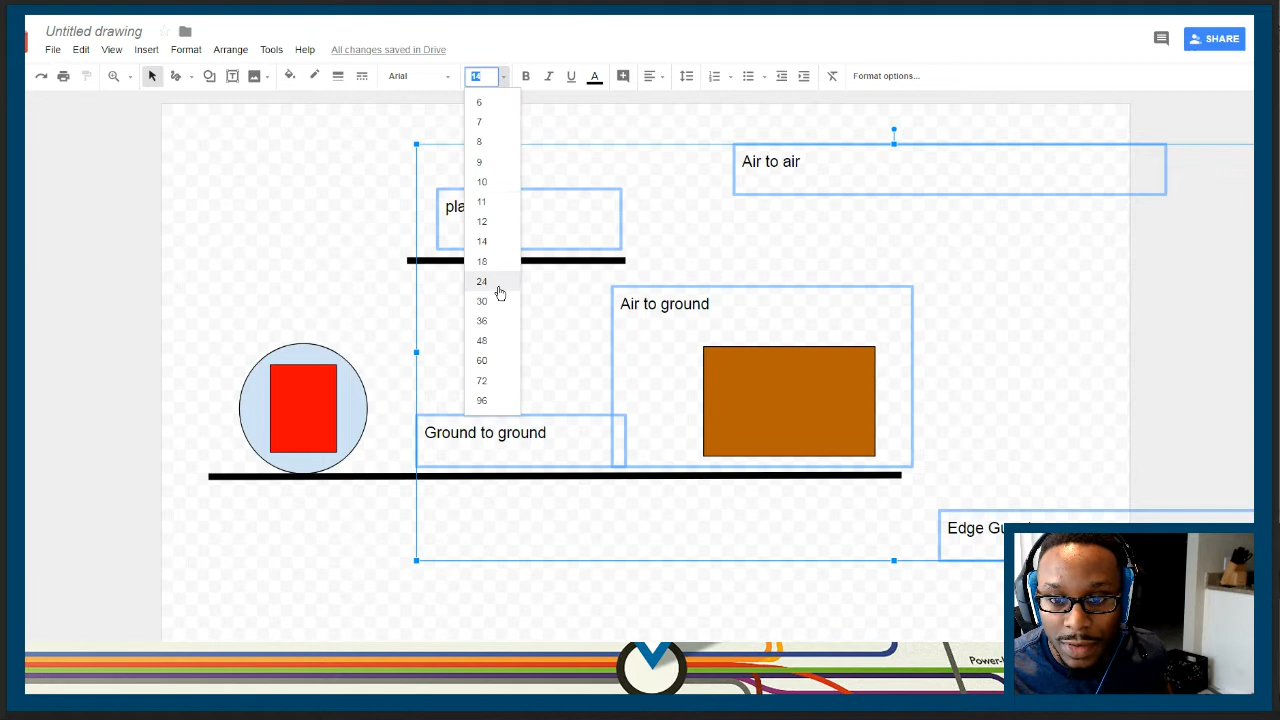 Untitled drawing
File Edit View Insert Format Arrange Tools Help All changes saved in Drive
SHARE
Arial 14 B I U A Format options...
6
7
8
9
10
11
12
14
18
24
30
36
48
60
72
96
Air to air
Air to ground
Ground to ground
Edge
Power-